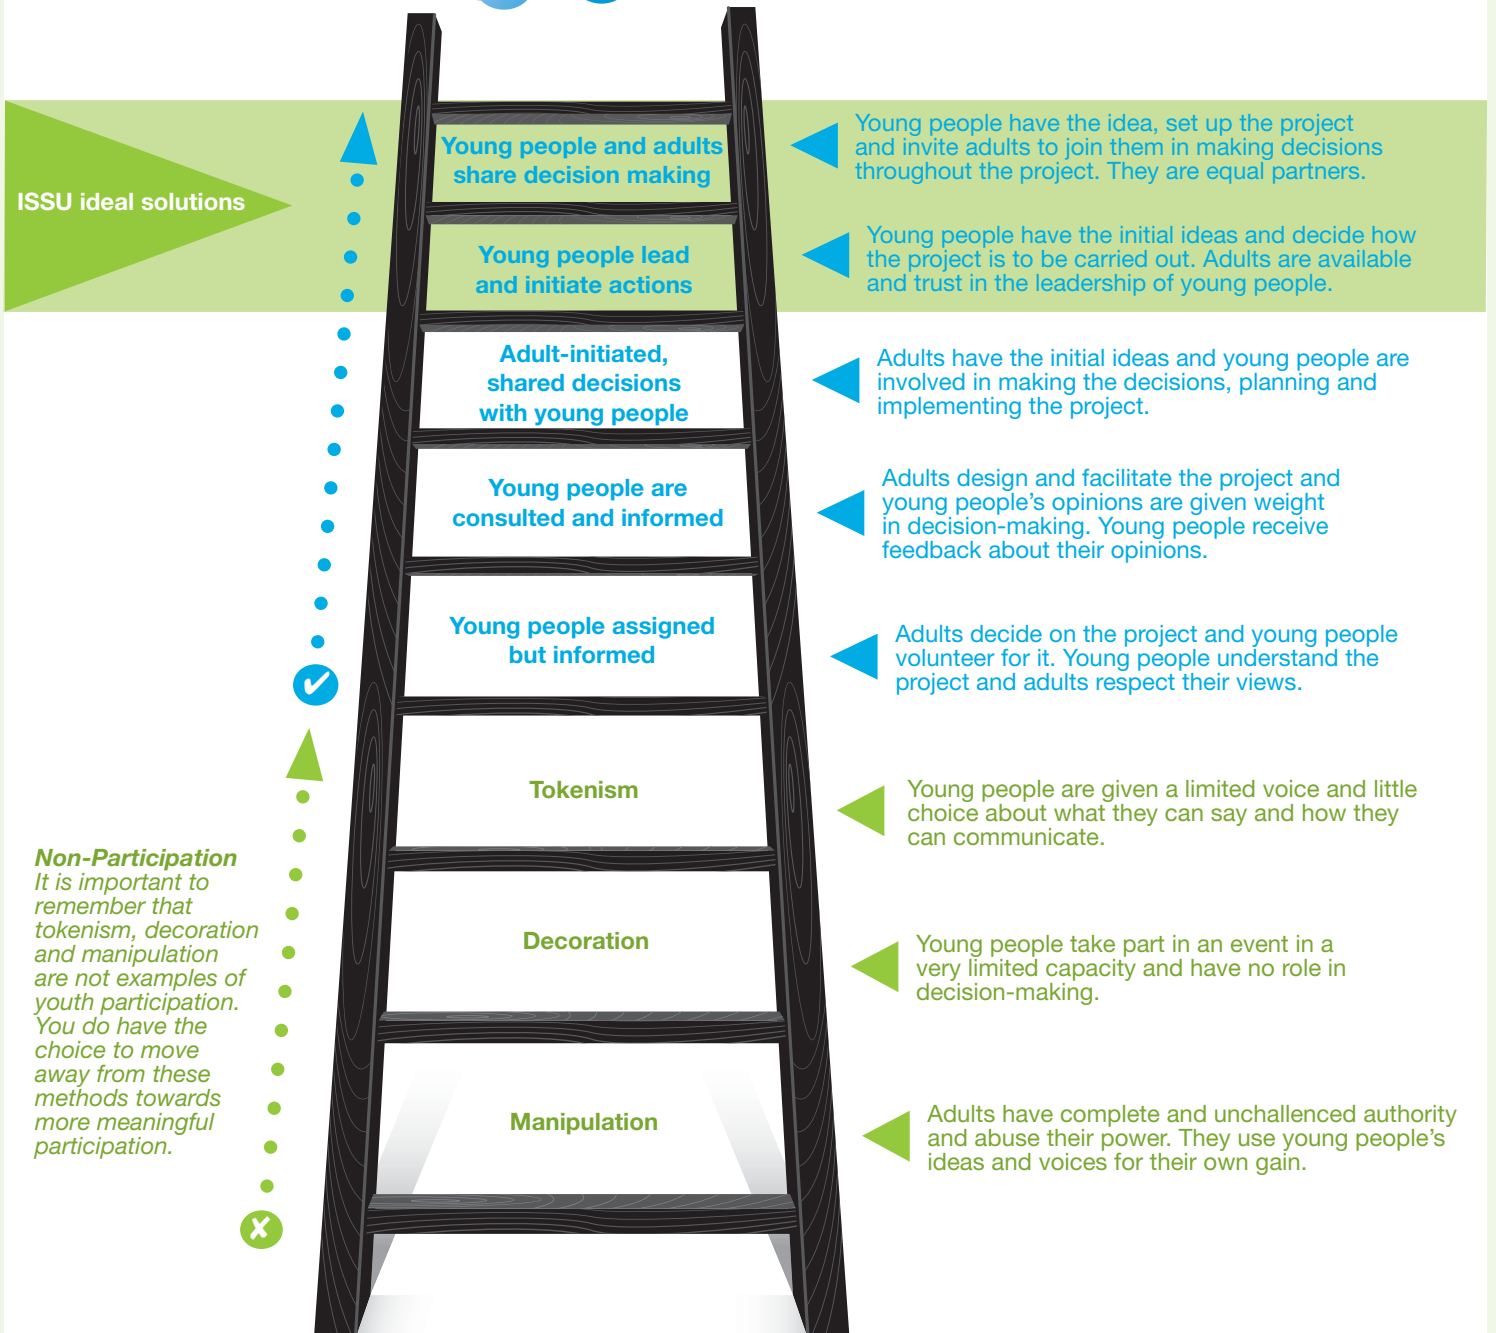 ISSU ideal solutions
Young people and adults
share decision making
Young people have the idea, set up the project
and invite adults to join them in making decisions
throughout the project. They are equal partners.
Young people lead
and initiate actions
Young people have the initial ideas and decide how
the project is to be carried out. Adults are available
and trust in the leadership of young people.
Adult-initiated,
shared decisions
with young people
Adults have the initial ideas and young people are
involved in making the decisions, planning and
implementing the project.
Young people are
consulted and informed
Adults design and facilitate the project and
young people's opinions are given weight
in decision-making. Young people receive
feedback about their opinions.
Young people assigned
but informed
Adults decide on the project and young people
volunteer for it. Young people understand the
project and adults respect their views.
Tokenism
Young people are given a limited voice and little
choice about what they can say and how they
can communicate.
Non-Participation
It is important to
remember that
tokenism, decoration
and manipulation
are not examples of
youth participation.
You do have the
choice to move
away from these
methods towards
more meaningful
participation.
Decoration
Young people take part in an event in a
very limited capacity and have no role in
decision-making.
Manipulation
Adults have complete and unchallenced authority
and abuse their power. They use young people's
ideas and voices for their own gain.